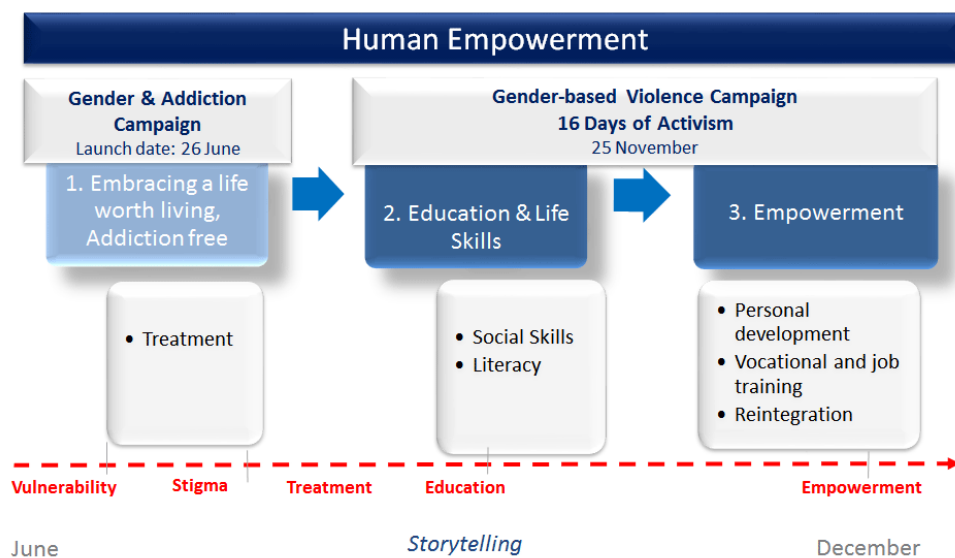 Human Empowerment
Gender & Addiction
Campaign
Launch date: 26 June
Gender-based Violence Campaign
16 Days of Activism
25 November
1. Embracing a life
worth living,
Addiction free
2. Education & Life
Skills
3. Empowerment
• Treatment
• Social Skills
• Literacy
• Personal
development
• Vocational and job
training
• Reintegration
Vulnerability
Stigma
Treatment
Education
Empowerment
June
Storytelling
December